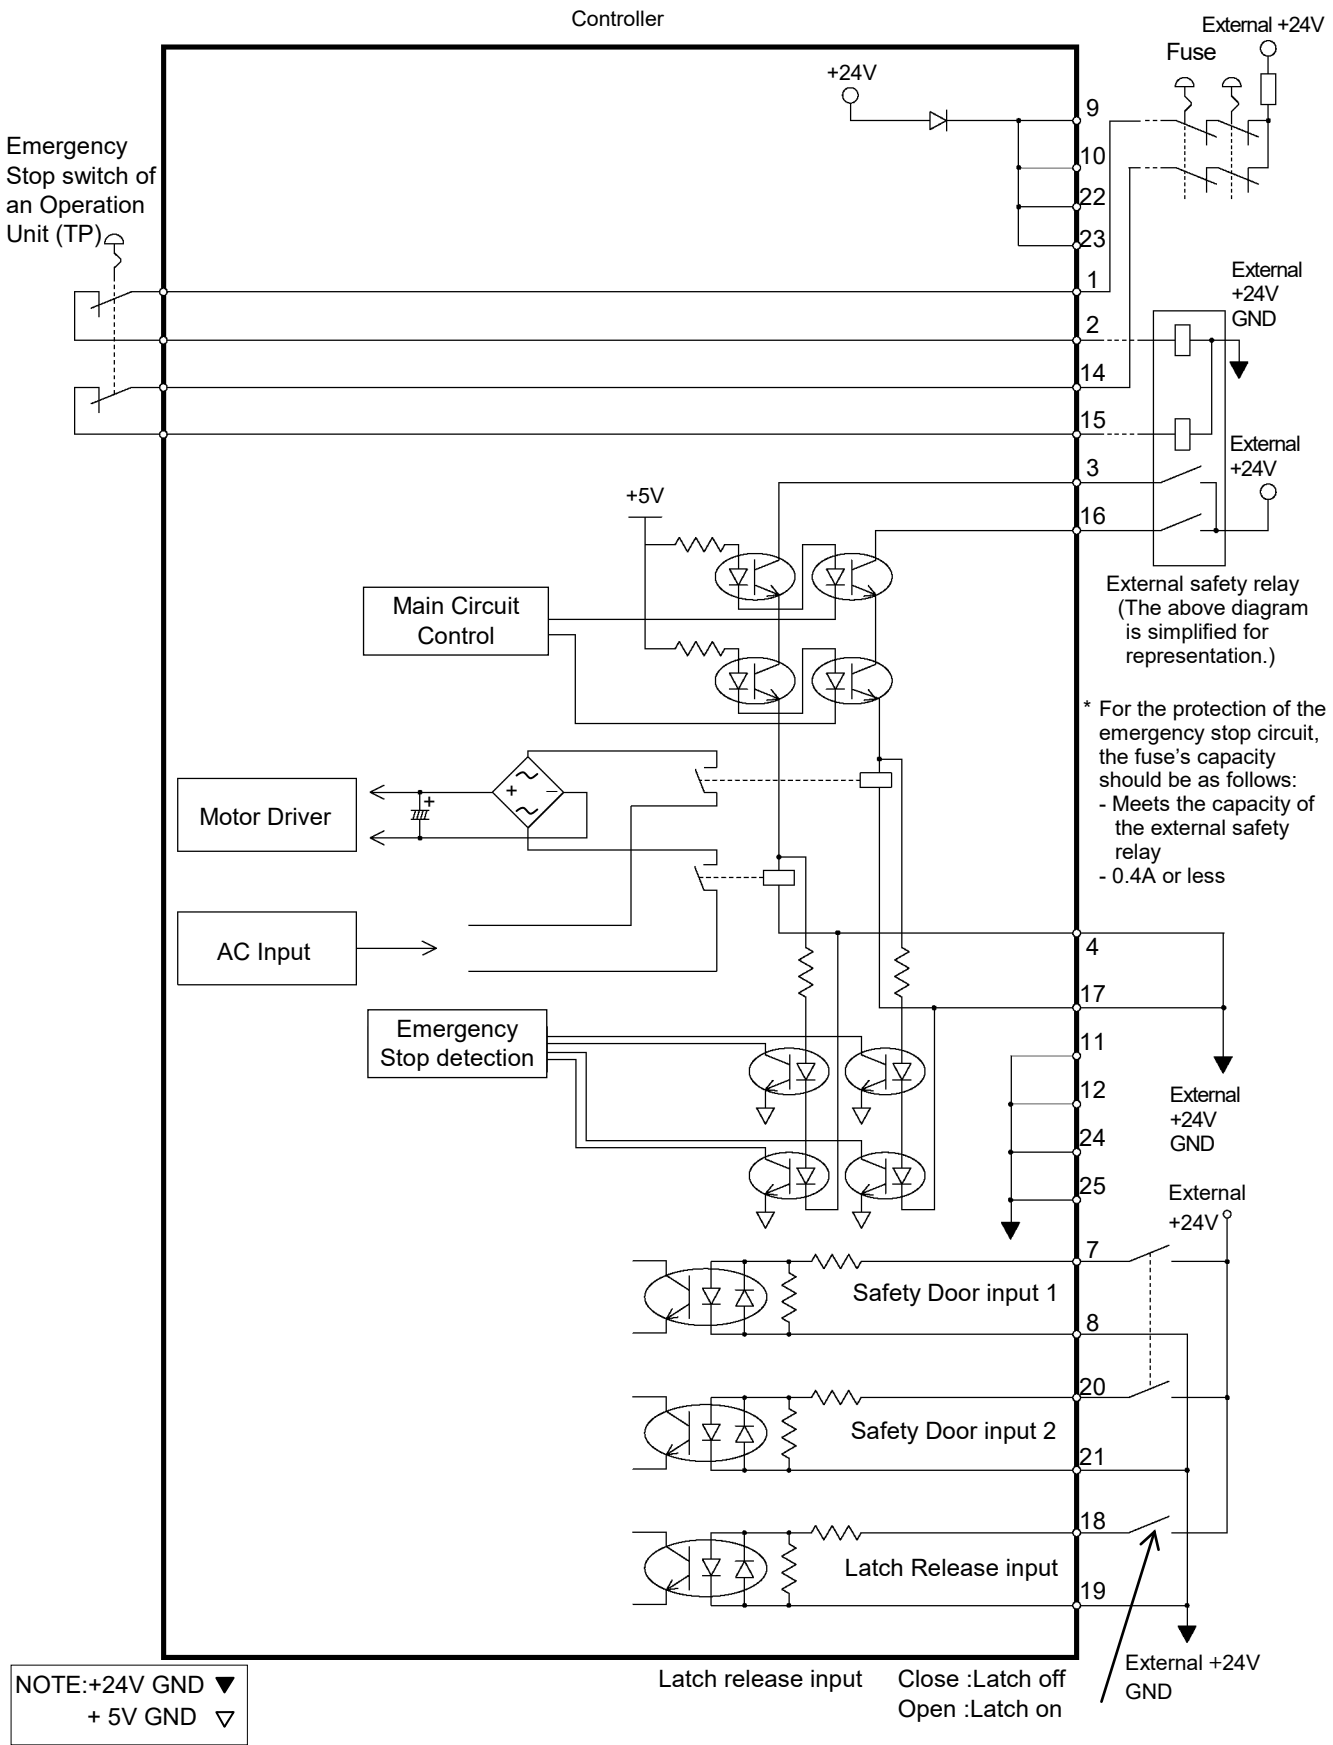 Controller
External +24V
Fuse
+24V
9
10
22
23
Emergency
Stop switch of
an Operation
Unit (TP)
1
2
14
15
3
16
External
+24V
GND
External
+24V
+5V
Main Circuit
Control
External safety relay
(The above diagram
is simplified for
representation.)
* For the protection of the
emergency stop circuit,
the fuse's capacity
should be as follows:
- Meets the capacity of
the external safety
relay
- 0.4A or less
Motor Driver
+
+ −
AC Input
4
17
11
12
24
25
Emergency
Stop detection
External
+24V
GND
External
+24V
7
Safety Door input 1
8
20
Safety Door input 2
21
18
Latch Release input
19
External +24V
GND
Latch release input Close :Latch off
Open :Latch on
NOTE:+24V GND ▼
+ 5V GND ▽